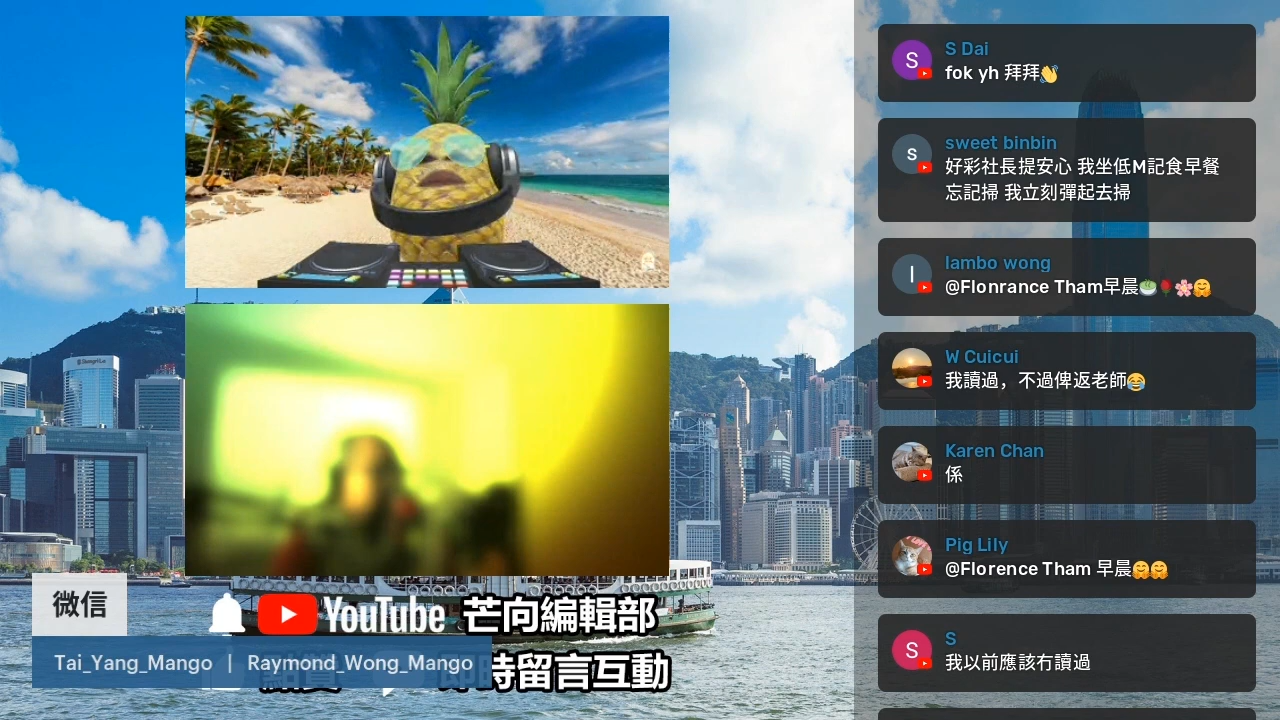 S Dai
fok yh 拜拜👋
sweet binbin
好彩社長提安心 我坐低M記食早餐
忘記掃 我立刻彈起去掃
lambo wong
@Flonrance Tham早晨🍵🌹🌸🤗
W Cuicui
我讀過，不過俾返老師😂
Karen Chan
係
Pig Lily
@Florence Tham 早晨🤗🤗
S
我以前應該冇讀過
微信
Tai_Yang_Mango | Raymond_Wong_Mango
YouTube 芒向編輯部
即時留言互動